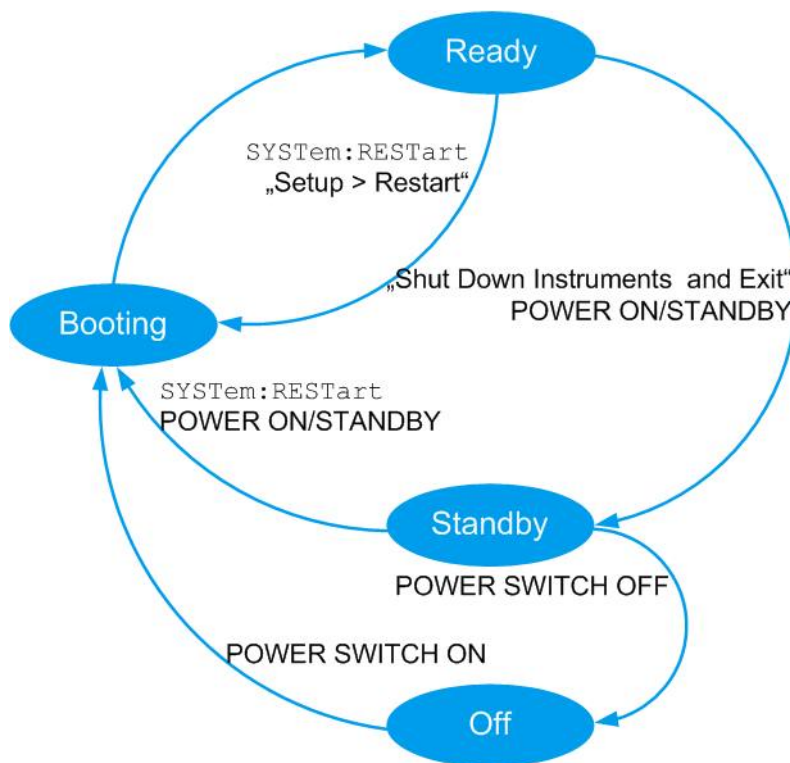 Ready
SYSTem:RESTart
„Setup > Restart“
„Shut Down Instruments and Exit“
POWER ON/STANDBY
Booting
SYSTem:RESTart
POWER ON/STANDBY
Standby
POWER SWITCH OFF
POWER SWITCH ON
Off